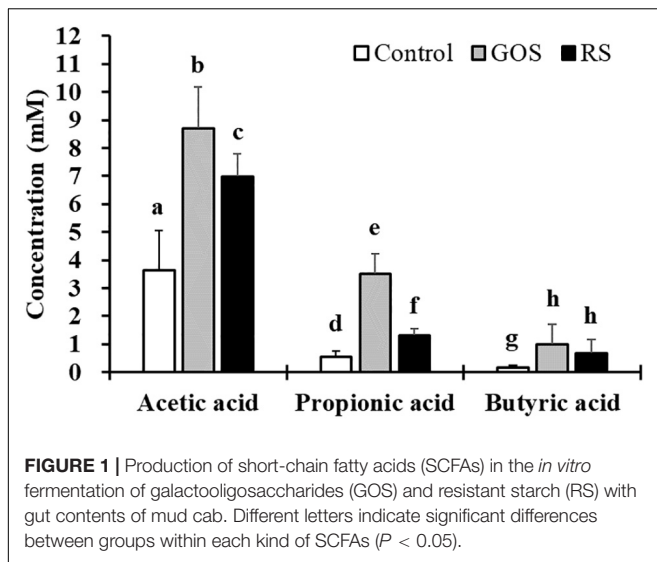 12
11
10
9
8
7
6
5
4
3
2
1
0
Concentration (mM)
Control GOS RS
a b c
d e f
g h h
Acetic acid Propionic acid Butyric acid
FIGURE 1 | Production of short-chain fatty acids (SCFAs) in the in vitro
fermentation of galactooligosaccharides (GOS) and resistant starch (RS) with
gut contents of mud cab. Different letters indicate significant differences
between groups within each kind of SCFAs (P < 0.05).